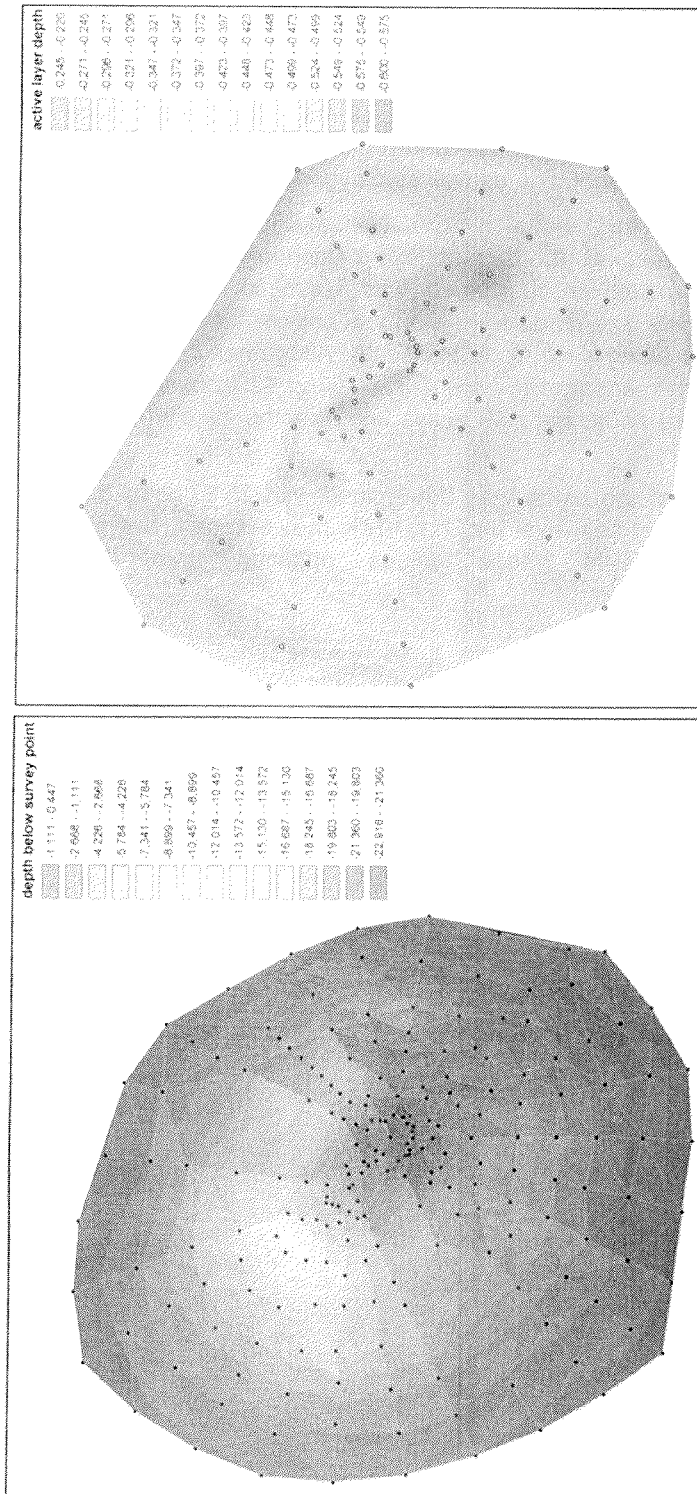 active layer depth
-0.245 - -0.220
-0.271 - -0.245
-0.296 - -0.271
-0.321 - -0.296
-0.347 - -0.321
-0.372 - -0.347
-0.397 - -0.372
-0.423 - -0.397
-0.448 - -0.423
-0.473 - -0.448
-0.499 - -0.473
-0.524 - -0.499
-0.549 - -0.524
-0.575 - -0.549
-0.600 - -0.575
depth below survey point
-1.111 - 0.447
-2.668 - -1.111
-4.226 - -2.668
-5.784 - -4.226
-7.341 - -5.784
-8.899 - -7.341
-10.457 - -8.899
-12.014 - -10.457
-13.572 - -12.014
-15.130 - -13.572
-16.687 - -15.130
-18.245 - -16.687
-19.803 - -18.245
-21.360 - -19.803
-22.918 - -21.360